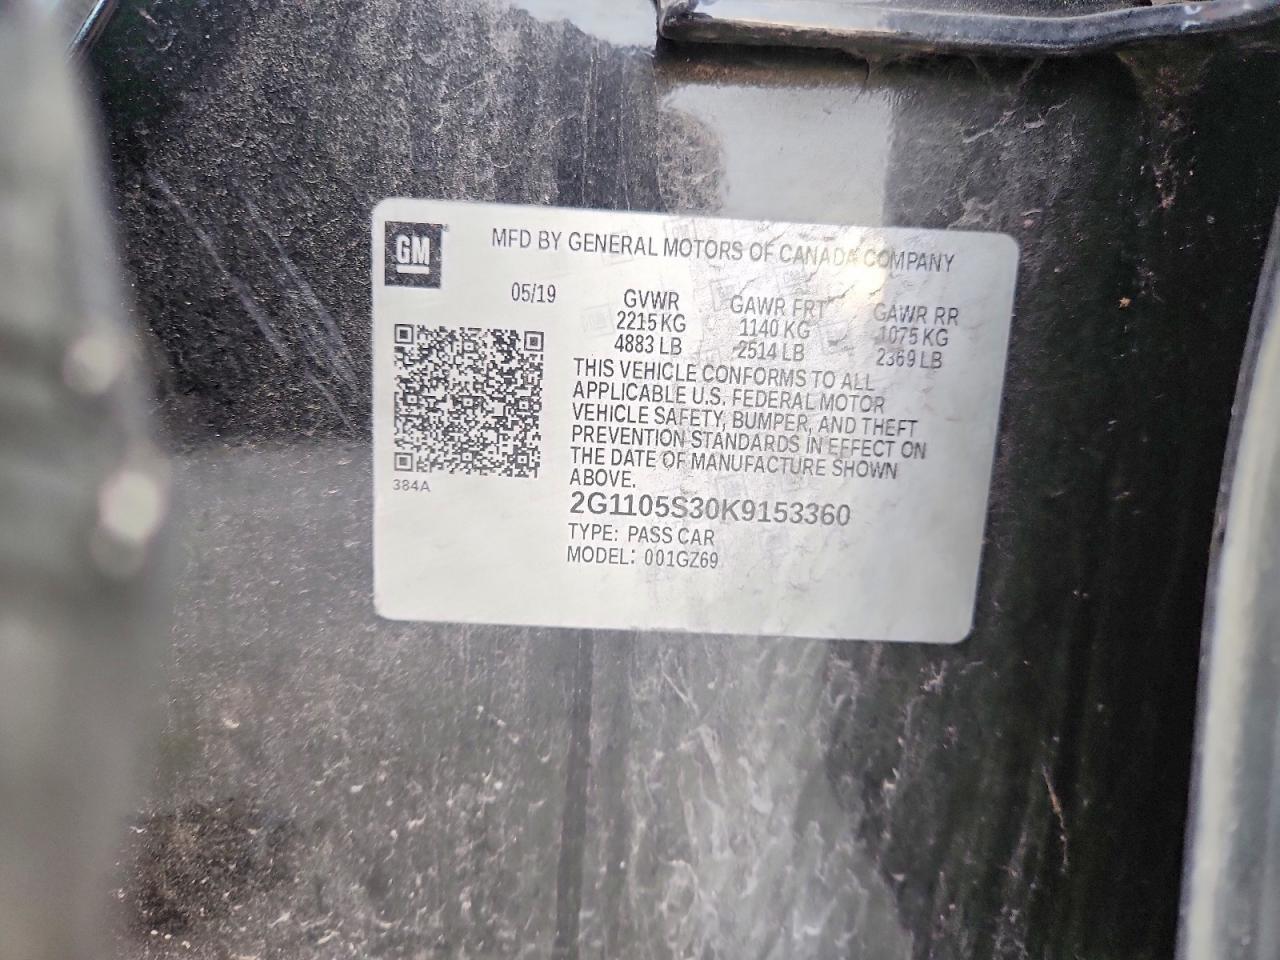 GM
MFD BY GENERAL MOTORS OF CANADA COMPANY
05/19
GVWR GAWR FRT GAWR RR
2215 KG 1140 KG 1075 KG
4883 LB 2514 LB 2369 LB
THIS VEHICLE CONFORMS TO ALL
APPLICABLE U.S. FEDERAL MOTOR
VEHICLE SAFETY, BUMPER, AND THEFT
PREVENTION STANDARDS IN EFFECT ON
THE DATE OF MANUFACTURE SHOWN
ABOVE.
384A
2G1105S30K9153360
TYPE: PASS CAR
MODEL: 001GZ69